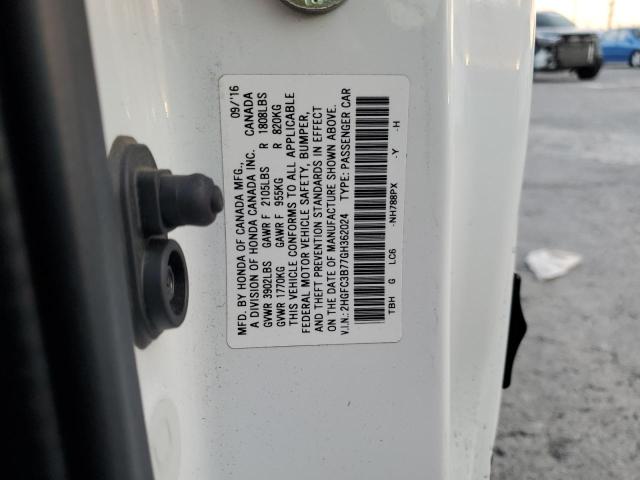 MFD. BY HONDA OF CANADA MFG., 09/'16
A DIVISION OF HONDA CANADA INC. CANADA
GVWR 3902LBS GAWR F 2105LBS R 1808LBS
GVWR 1770KG GAWR F 955KG R 820KG
THIS VEHICLE CONFORMS TO ALL APPLICABLE
FEDERAL MOTOR VEHICLE SAFETY, BUMPER,
AND THEFT PREVENTION STANDARDS IN EFFECT
ON THE DATE OF MANUFACTURE SHOWN ABOVE.
V.I.N.: 2HGFC3B77GH362024 TYPE: PASSENGER CAR
TBH G LC6 -NH788PX -Y -H